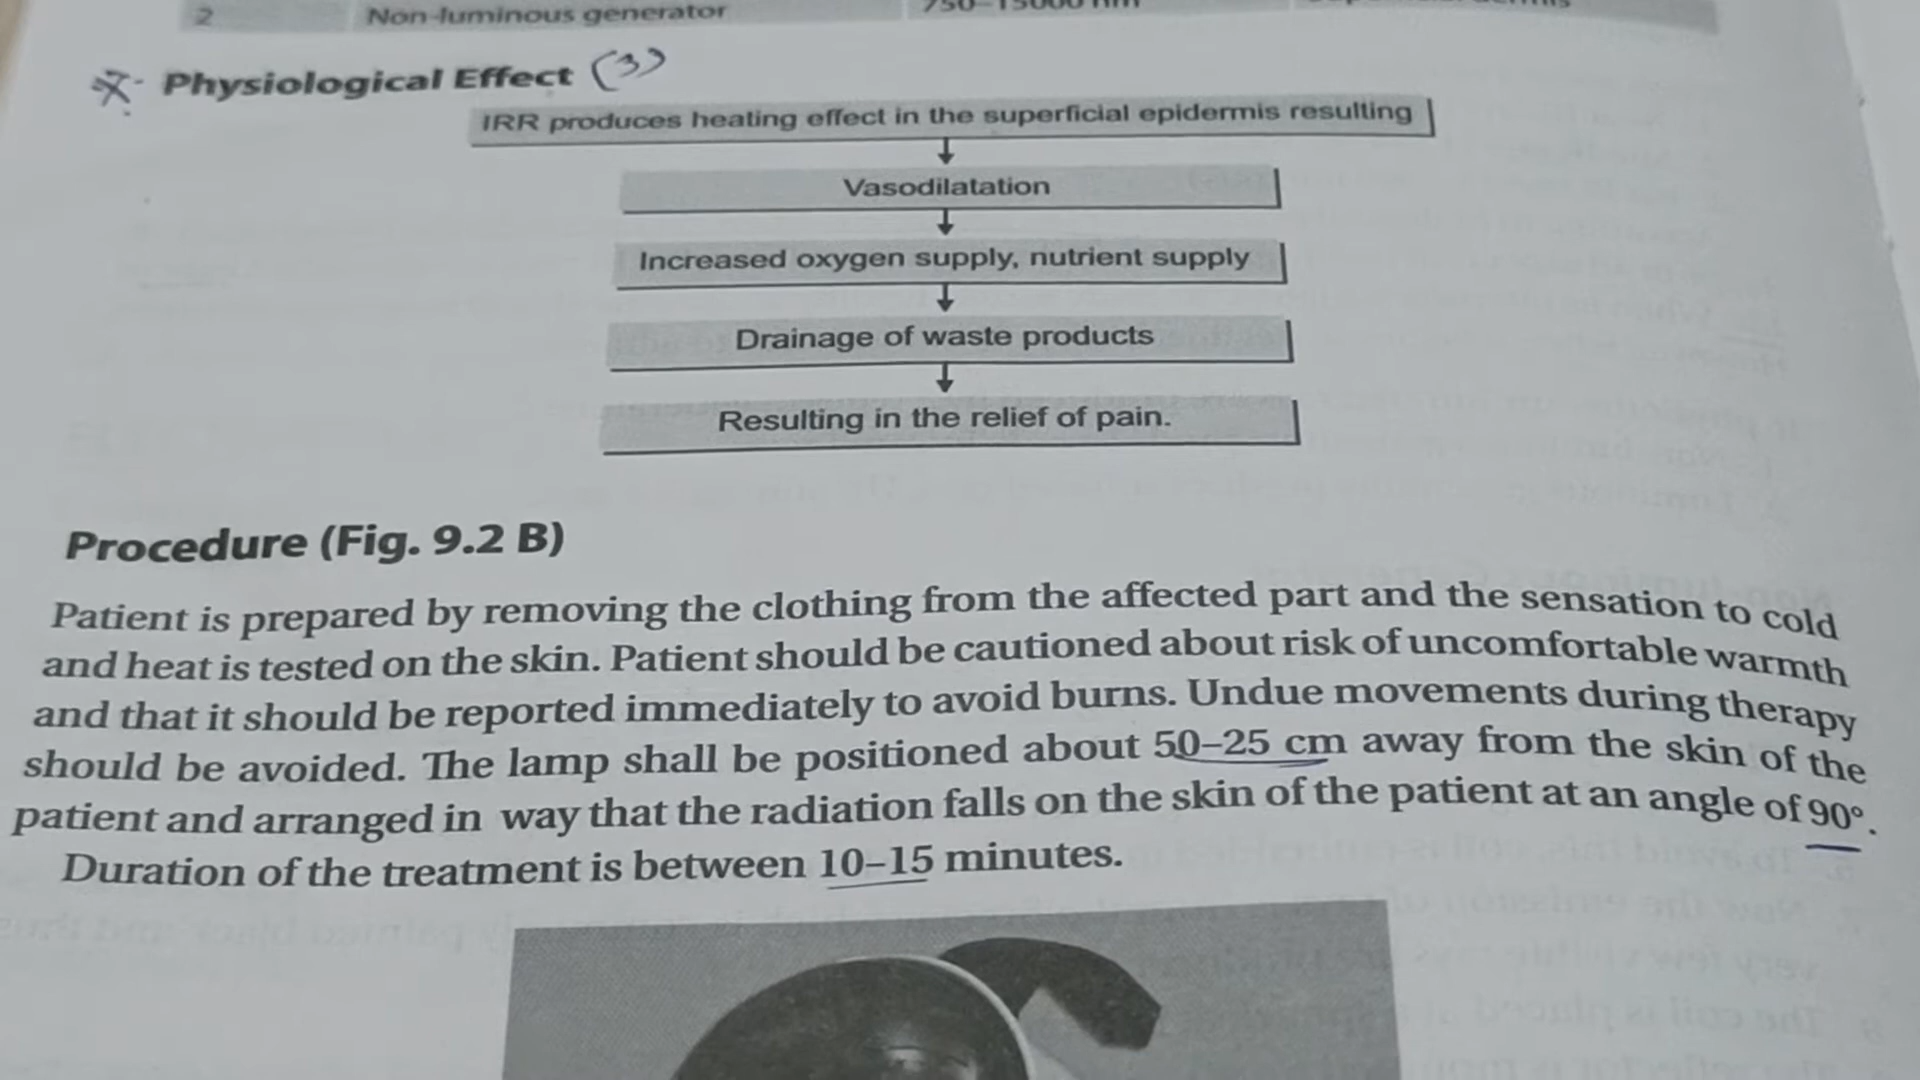 2 Non-luminous generator
Physiological Effect (3)
IRR produces heating effect in the superficial epidermis resulting
Vasodilatation
Increased oxygen supply, nutrient supply
Drainage of waste products
Resulting in the relief of pain.
Procedure (Fig. 9.2 B)
Patient is prepared by removing the clothing from the affected part and the sensation to cold
and heat is tested on the skin. Patient should be cautioned about risk of uncomfortable warmth
and that it should be reported immediately to avoid burns. Undue movements during therapy
should be avoided. The lamp shall be positioned about 50–25 cm away from the skin of the
patient and arranged in way that the radiation falls on the skin of the patient at an angle of 90°.
Duration of the treatment is between 10–15 minutes.